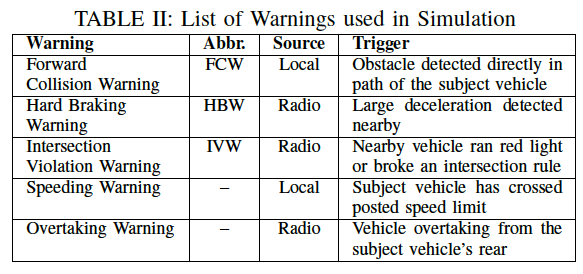 TABLE II: List of Warnings used in Simulation
Warning Abbr. Source Trigger
Forward FCW Local Obstacle detected directly in
Collision Warning path of the subject vehicle
Hard Braking HBW Radio Large deceleration detected
Warning nearby
Intersection IVW Radio Nearby vehicle ran red light
Violation Warning or broke an intersection rule
Speeding Warning – Local Subject vehicle has crossed
posted speed limit
Overtaking Warning – Radio Vehicle overtaking from the
subject vehicle's rear